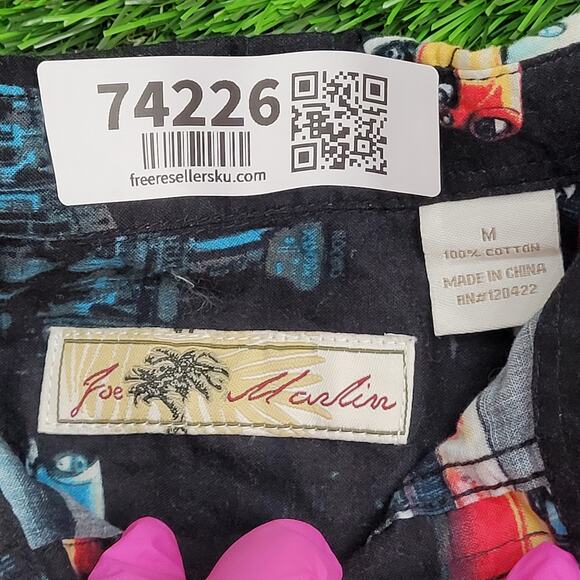 74226
freeresellersku.com
M
100% COTTON
MADE IN CHINA
RN#120422
Joe Marlin